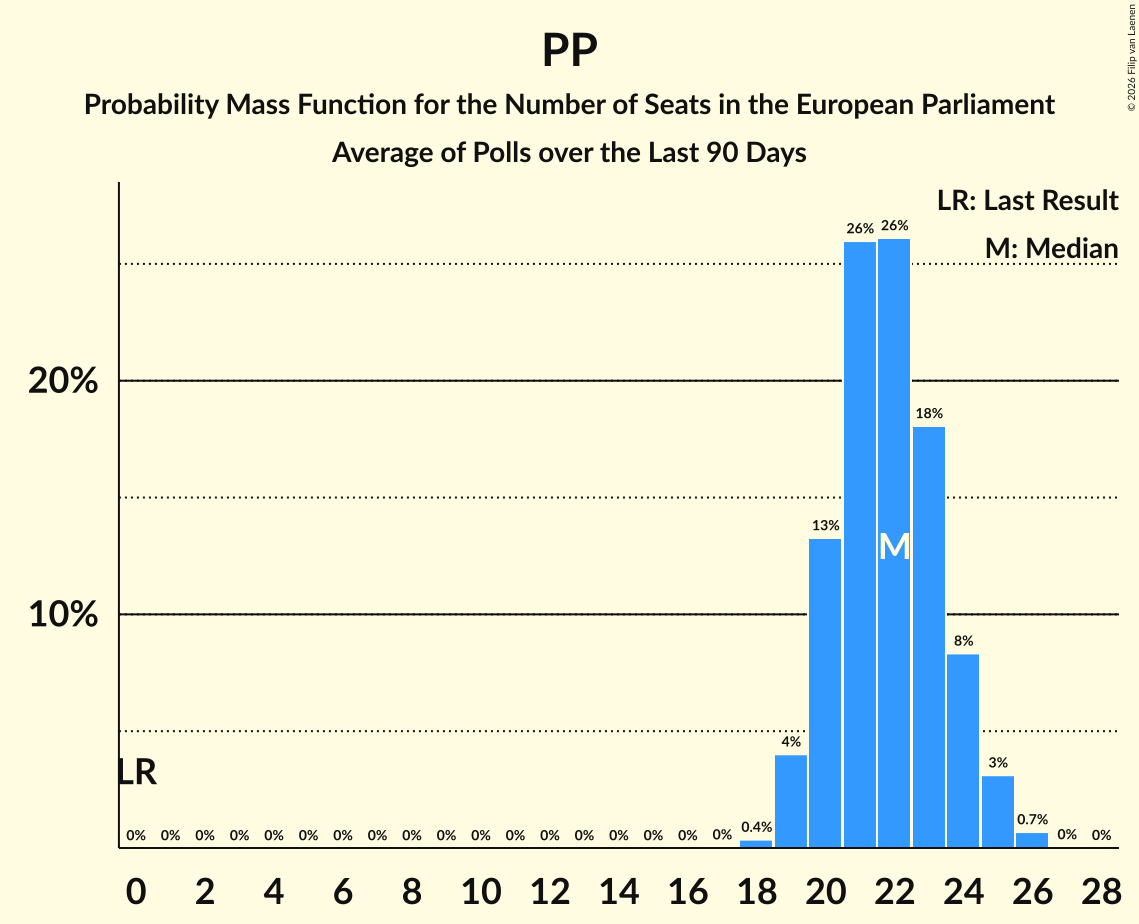 PP
Probability Mass Function for the Number of Seats in the European Parliament
Average of Polls over the Last 90 Days
© 2026 Filip van Laenen
LR: Last Result
M: Median
26% 26%
20%
18%
13%
M
10%
8%
4%
3%
LR
0% 0% 0% 0% 0% 0% 0% 0% 0% 0% 0% 0% 0% 0% 0% 0% 0% 0% 0.4% 0.7% 0% 0%
0 2 4 6 8 10 12 14 16 18 20 22 24 26 28